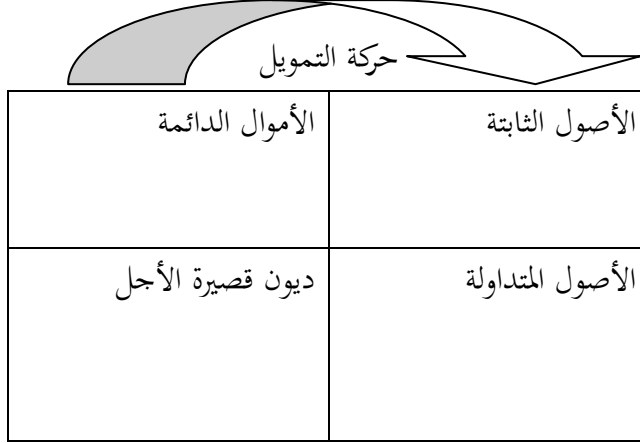 حركة التمويل
الأصول الثابتة
الأموال الدائمة
الأصول المتداولة
ديون قصيرة الأجل